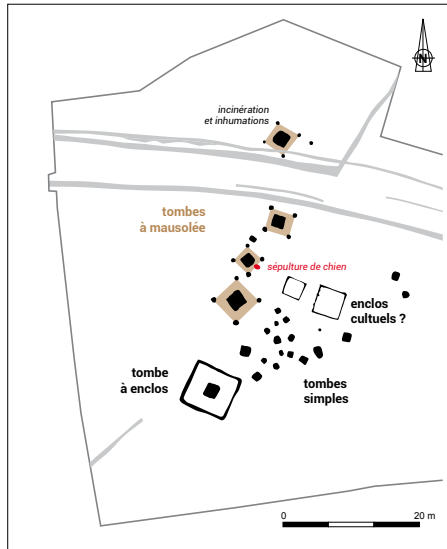 N
incinération
et inhumations
tombes
à mausolée
sépulture de chien
enclos
cultuels ?
tombe
à enclos
tombes
simples
0 20 m